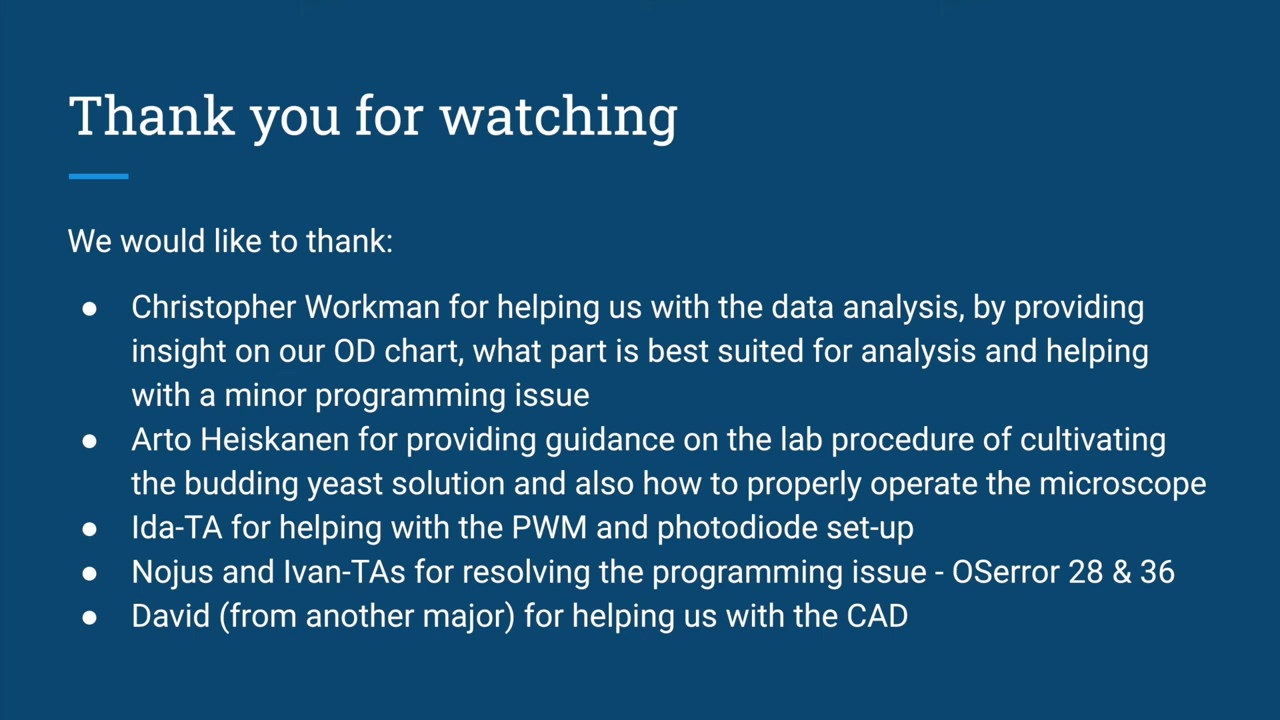 Thank you for watching
We would like to thank:
● Christopher Workman for helping us with the data analysis, by providing
insight on our OD chart, what part is best suited for analysis and helping
with a minor programming issue
● Arto Heiskanen for providing guidance on the lab procedure of cultivating
the budding yeast solution and also how to properly operate the microscope
● Ida-TA for helping with the PWM and photodiode set-up
● Nojus and Ivan-TAs for resolving the programming issue - OSerror 28 & 36
● David (from another major) for helping us with the CAD